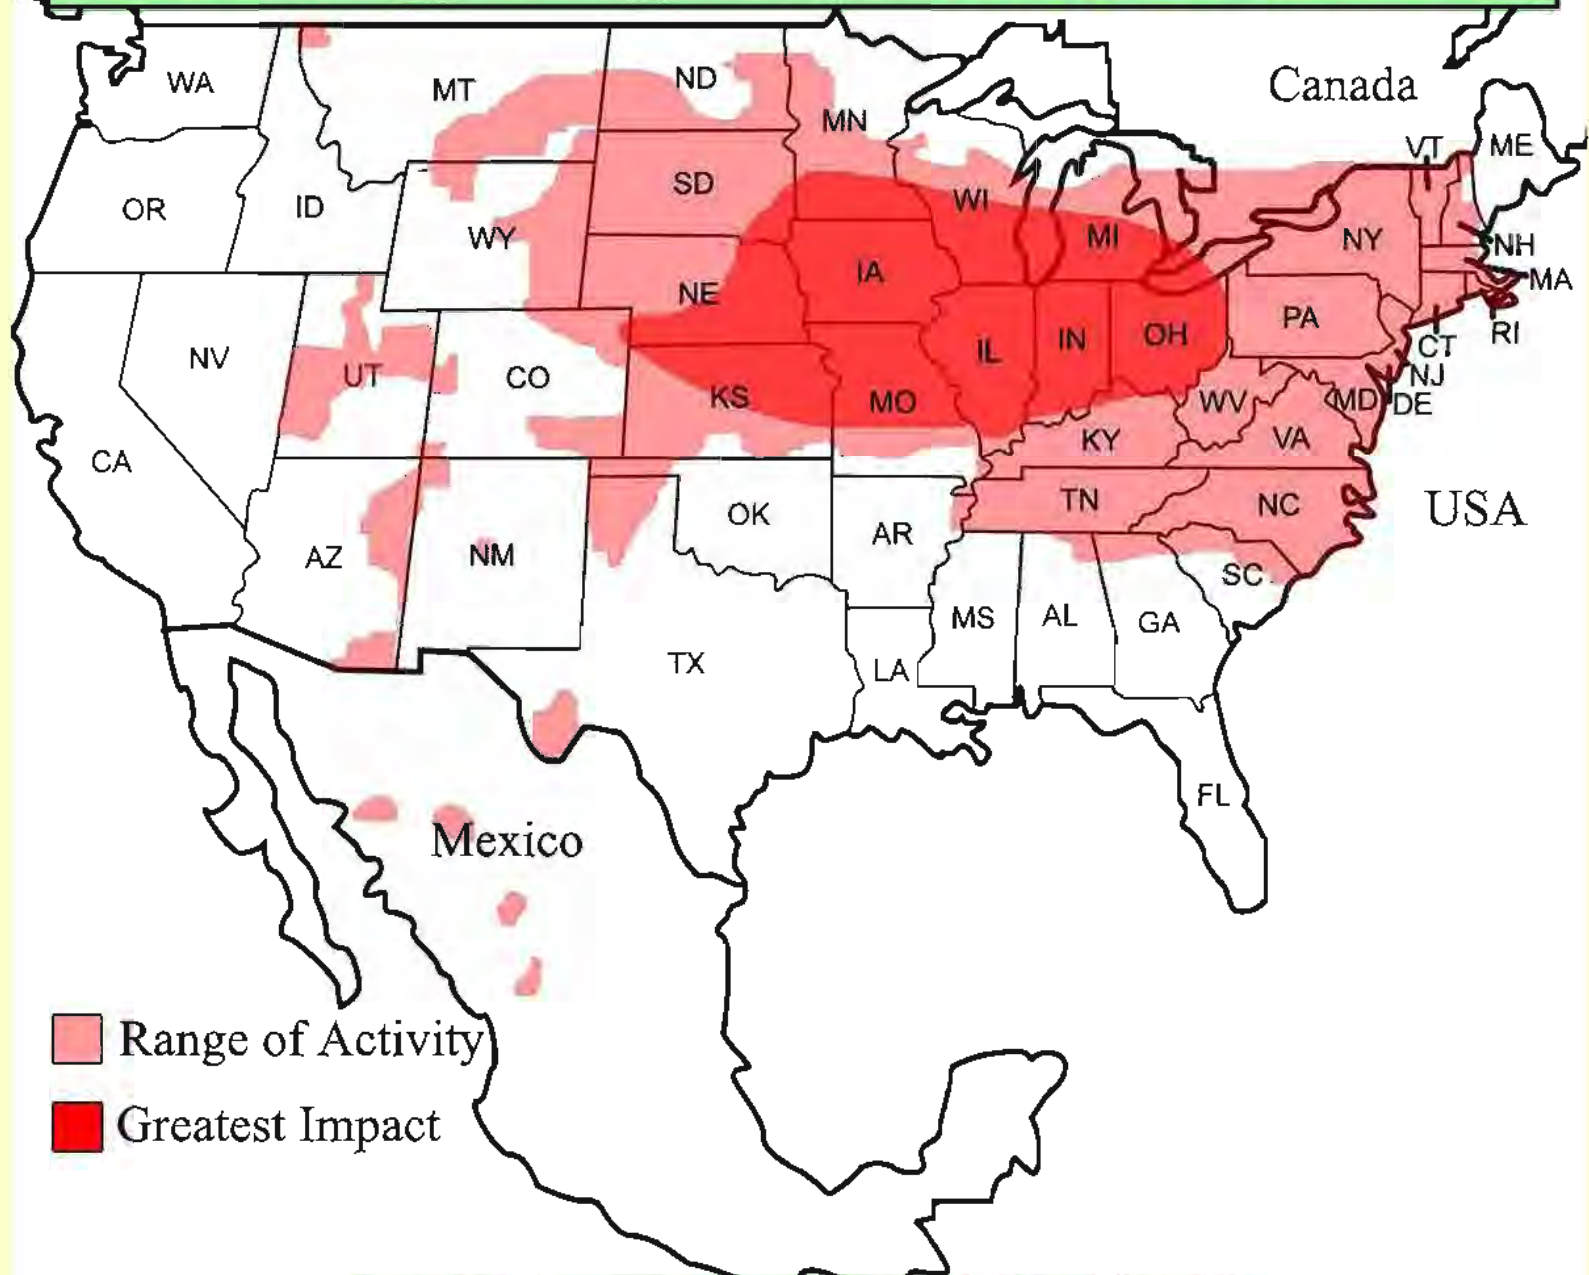 Canada
WA
MT
ND
MN
VT
ME
OR
ID
SD
WI
WY
MI
NY
NH
IA
MA
NE
PA
RI
NV
UT
CO
IL
IN
OH
CT
NJ
KS
MO
WV
MD
DE
CA
KY
VA
OK
TN
NC
USA
AZ
NM
AR
SC
TX
LA
MS
AL
GA
FL
Mexico
Range of Activity
Greatest Impact